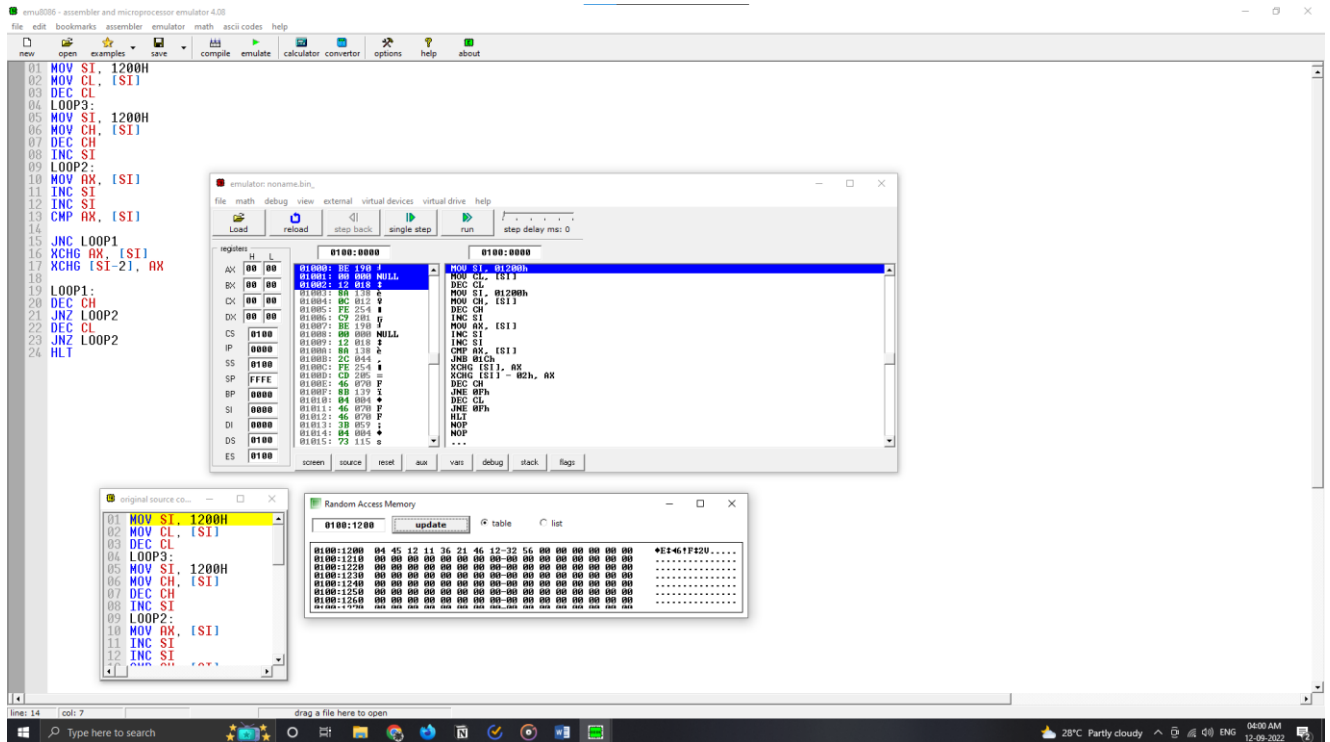 emu8086 - assembler and microprocessor emulator 4.08
file edit bookmarks assembler emulator math ascii codes help
new open examples save compile emulate calculator convertor options help about
01 MOV SI, 1200H
02 MOV CL, [SI]
03 DEC CL
04 LOOP3:
05 MOV SI, 1200H
06 MOV CH, [SI]
07 DEC CH
08 INC SI
09 LOOP2:
10 MOV AX, [SI]
11 INC SI
12 INC SI
13 CMP AX, [SI]
14
15 JNC LOOP1
16 XCHG AX, [SI]
17 XCHG [SI-2], AX
18
19 LOOP1:
20 DEC CH
21 JNZ LOOP2
22 DEC CL
23 JNZ LOOP2
24 HLT
emulator: noname.bin_
file math debug view external virtual devices virtual drive help
Load reload step back single step run step delay ms: 0
registers
H L
0100:0000 0100:0000
AX 00 00
BX 00 00
CX 00 00
DX 00 00
CS 0100
IP 0000
SS 0100
SP FFFE
BP 0000
SI 0000
DI 0000
DS 0100
ES 0100
01000: BE 190
01001: 00 000 NULL
01002: 12 018
01003: 8A 138 è
01004: 0C 012
01005: FE 254
01006: C9 201
01007: BE 190
01008: 00 000 NULL
01009: 12 018
0100A: 8A 138 è
0100B: 2C 044 ,
0100C: FE 254
0100D: CD 205 =
0100E: 46 070 F
0100F: 8B 139 ï
01010: 04 004 ♦
01011: 46 070 F
01012: 46 070 F
01013: 3B 059 ;
01014: 04 004 ♦
01015: 73 115 s
MOV SI, 01200h
MOV CL, [SI]
DEC CL
MOV SI, 01200h
MOV CH, [SI]
DEC CH
INC SI
MOV AX, [SI]
INC SI
INC SI
CMP AX, [SI]
JNB 01Ch
XCHG [SI], AX
XCHG [SI] - 02h, AX
DEC CH
JNE 0Fh
DEC CL
JNE 0Fh
HLT
NOP
NOP
...
screen source reset aux vars debug stack flags
original source co...
01 MOV SI, 1200H
02 MOV CL, [SI]
03 DEC CL
04 LOOP3:
05 MOV SI, 1200H
06 MOV CH, [SI]
07 DEC CH
08 INC SI
09 LOOP2:
10 MOV AX, [SI]
11 INC SI
12 INC SI
Random Access Memory
0100:1200 update table list
0100:1200 04 45 12 11 36 21 46 12-32 56 00 00 00 00 00 00 ♦E‡◄6!F‡2V......
0100:1210 00 00 00 00 00 00 00 00-00 00 00 00 00 00 00 00 ................
0100:1220 00 00 00 00 00 00 00 00-00 00 00 00 00 00 00 00 ................
0100:1230 00 00 00 00 00 00 00 00-00 00 00 00 00 00 00 00 ................
0100:1240 00 00 00 00 00 00 00 00-00 00 00 00 00 00 00 00 ................
0100:1250 00 00 00 00 00 00 00 00-00 00 00 00 00 00 00 00 ................
0100:1260 00 00 00 00 00 00 00 00-00 00 00 00 00 00 00 00 ................
line: 14 col: 7 drag a file here to open
Type here to search
28°C Partly cloudy ENG
04:00 AM
12-09-2022